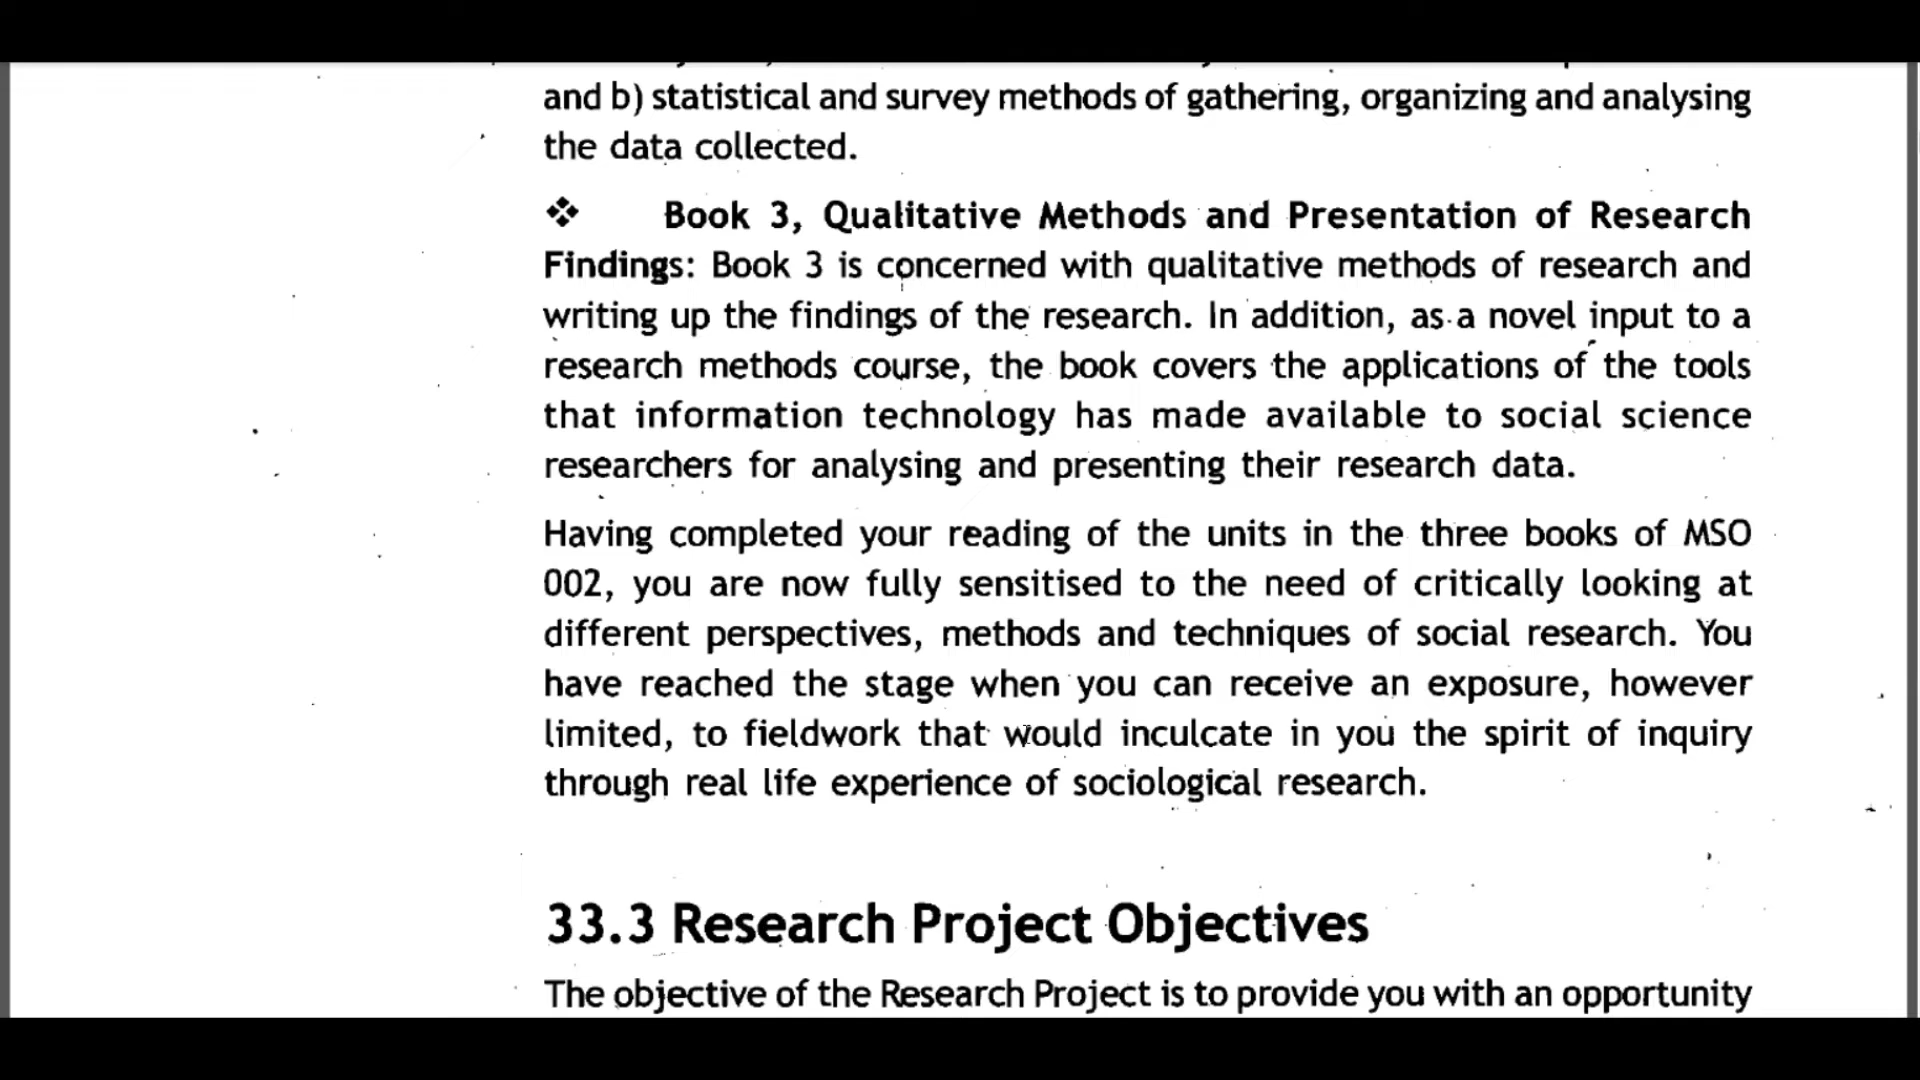 and b) statistical and survey methods of gathering, organizing and analysing
the data collected.
❖ Book 3, Qualitative Methods and Presentation of Research
Findings: Book 3 is concerned with qualitative methods of research and
writing up the findings of the research. In addition, as a novel input to a
research methods course, the book covers the applications of the tools
that information technology has made available to social science
researchers for analysing and presenting their research data.
Having completed your reading of the units in the three books of MSO
002, you are now fully sensitised to the need of critically looking at
different perspectives, methods and techniques of social research. You
have reached the stage when you can receive an exposure, however
limited, to fieldwork that would inculcate in you the spirit of inquiry
through real life experience of sociological research.
33.3 Research Project Objectives
The objective of the Research Project is to provide you with an opportunity